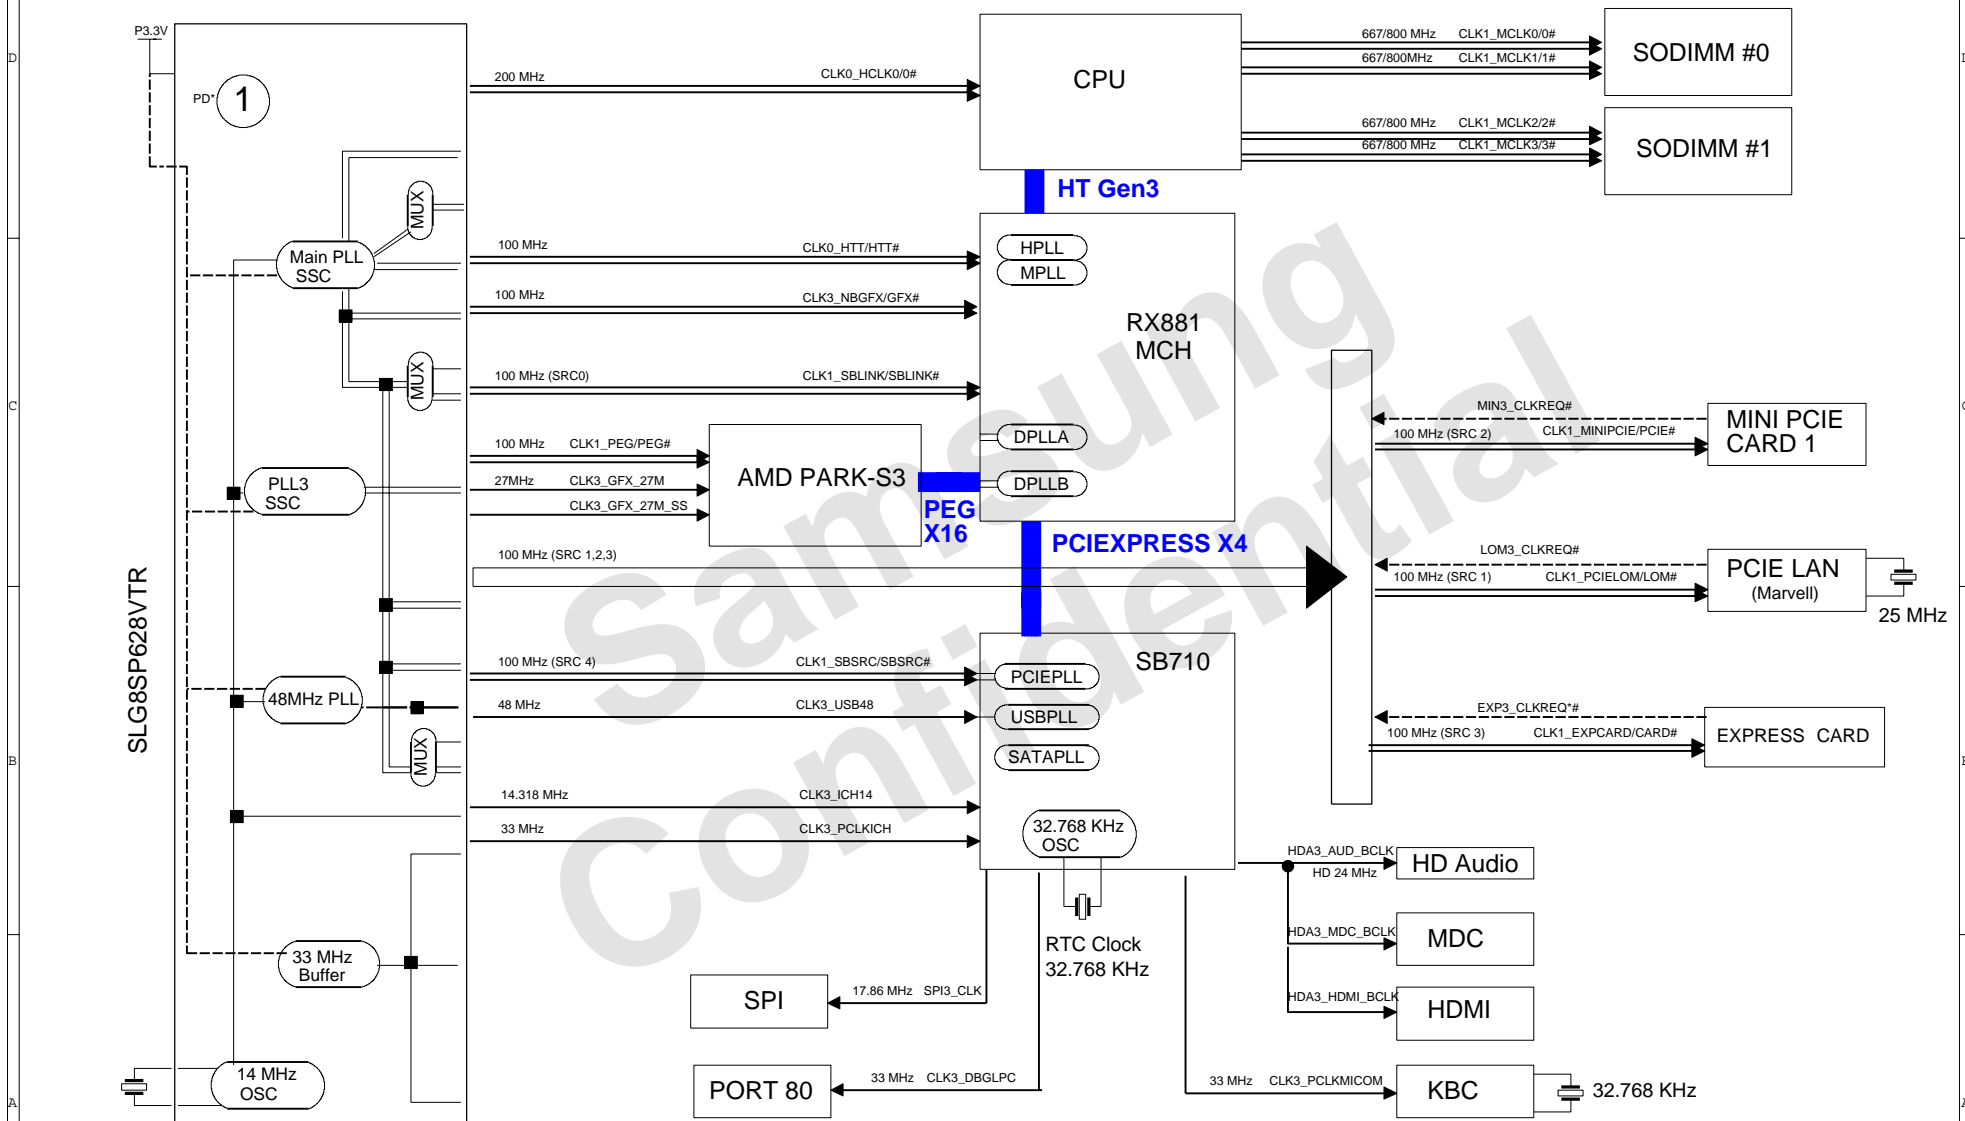 D
P3.3V
PD*
1
200 MHz CLK0_HCLK0/0#
CPU
667/800 MHz CLK1_MCLK0/0#
667/800MHz CLK1_MCLK1/1#
SODIMM #0
667/800 MHz CLK1_MCLK2/2#
667/800 MHz CLK1_MCLK3/3#
SODIMM #1
HT Gen3
MUX
Main PLL
SSC
100 MHz CLK0_HTT/HTT#
HPLL
MPLL
100 MHz CLK3_NBGFX/GFX#
RX881
MCH
MUX
100 MHz (SRC0) CLK1_SBLINK/SBLINK#
C
MIN3_CLKREQ#
100 MHz (SRC 2) CLK1_MINIPCIE/PCIE#
MINI PCIE
CARD 1
100 MHz CLK1_PEG/PEG#
27MHz CLK3_GFX_27M
CLK3_GFX_27M_SS
AMD PARK-S3
DPLLA
DPLLB
PLL3
SSC
PEG
X16
PCIEXPRESS X4
100 MHz (SRC 1,2,3)
LOM3_CLKREQ#
100 MHz (SRC 1) CLK1_PCIELOM/LOM#
PCIE LAN
(Marvell)
25 MHz
SLG8SP628VTR
SB710
100 MHz (SRC 4) CLK1_SBSRC/SBSRC#
PCIEPLL
48MHz PLL
48 MHz CLK3_USB48
USBPLL
EXP3_CLKREQ*#
100 MHz (SRC 3) CLK1_EXPCARD/CARD#
EXPRESS CARD
B
MUX
SATAPLL
14.318 MHz CLK3_ICH14
33 MHz CLK3_PCLKICH
32.768 KHz
OSC
HDA3_AUD_BCLK
HD 24 MHz
HD Audio
RTC Clock
32.768 KHz
HDA3_MDC_BCLK
MDC
33 MHz
Buffer
SPI
17.86 MHz SPI3_CLK
HDA3_HDMI_BCLK
HDMI
14 MHz
OSC
PORT 80
33 MHz CLK3_DBGLPC
33 MHz CLK3_PCLKMICOM
KBC
32.768 KHz
A
Samsung
Confidential